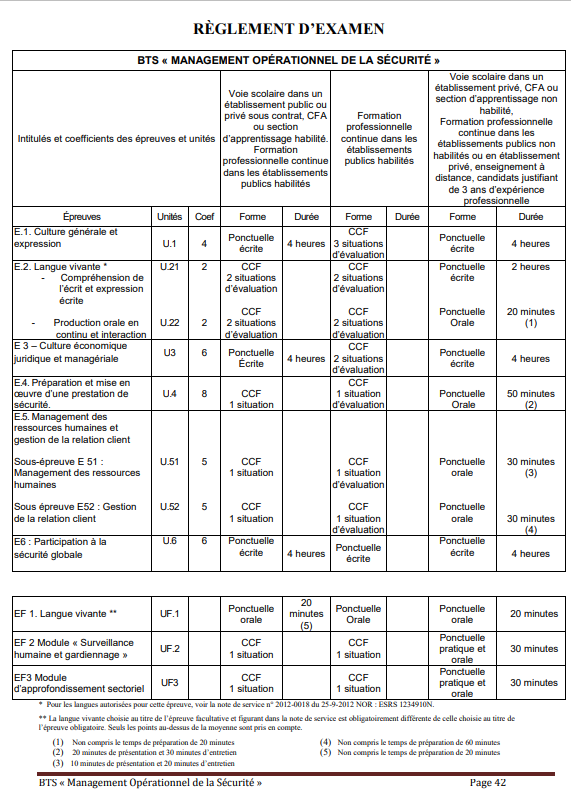 RÈGLEMENT D'EXAMEN
BTS « MANAGEMENT OPÉRATIONNEL DE LA SÉCURITÉ »
Intitulés et coefficients des épreuves et unités
Voie scolaire dans un
établissement public ou
privé sous contrat, CFA
ou section
d'apprentissage habilité.
Formation
professionnelle continue
dans les établissements
publics habilités
Formation
professionnelle
continue dans les
établissements
publics habilités
Voie scolaire dans un
établissement privé, CFA ou
section d'apprentissage non
habilité,
Formation professionnelle
continue dans les
établissements publics non
habilités ou en établissement
privé, enseignement à
distance, candidats justifiant
de 3 ans d'expérience
professionnelle
Épreuves Unités Coef Forme Durée Forme Durée Forme Durée
E.1. Culture générale et
expression
U.1 4
Ponctuelle
écrite
4 heures
CCF
3 situations
d'évaluation
Ponctuelle
écrite
4 heures
E.2. Langue vivante *
- Compréhension de
l'écrit et expression
écrite
U.21 2
CCF
2 situations
d'évaluation
CCF
2 situations
d'évaluation
Ponctuelle
écrite
2 heures
- Production orale en
continu et interaction
U.22 2
CCF
2 situations
d'évaluation
CCF
2 situations
d'évaluation
Ponctuelle
Orale
20 minutes
(1)
E 3 – Culture économique
juridique et managériale
U3 6
Ponctuelle
Écrite
4 heures
CCF
2 situations
d'évaluation
Ponctuelle
écrite
4 heures
E.4. Préparation et mise en
œuvre d'une prestation de
sécurité.
U.4 8
CCF
1 situation
CCF
1 situation
d'évaluation
Ponctuelle
Orale
50 minutes
(2)
E.5. Management des
ressources humaines et
gestion de la relation client
Sous-épreuve E 51 :
Management des ressources
humaines
U.51 5
CCF
1 situation
CCF
1 situation
d'évaluation
Ponctuelle
orale
30 minutes
(3)
Sous épreuve E52 : Gestion
de la relation client
U.52 5
CCF
1 situation
CCF
1 situation
d'évaluation
Ponctuelle
orale
30 minutes
(4)
E6 : Participation à la
sécurité globale
U.6 6
Ponctuelle
écrite
4 heures
Ponctuelle
écrite
Ponctuelle
écrite
4 heures
EF 1. Langue vivante **
UF.1
Ponctuelle
orale
20
minutes
(5)
Ponctuelle
Orale
Ponctuelle
orale
20 minutes
EF 2 Module « Surveillance
humaine et gardiennage »
UF.2
CCF
1 situation
CCF
1 situation
Ponctuelle
pratique et
orale
30 minutes
EF3 Module
d'approfondissement sectoriel
UF3
CCF
1 situation
CCF
1 situation
Ponctuelle
pratique et
orale
30 minutes
* Pour les langues autorisées pour cette épreuve, voir la note de service n° 2012-0018 du 25-9-2012 NOR : ESRS 1234910N.
** La langue vivante choisie au titre de l'épreuve facultative et figurant dans la note de service est obligatoirement différente de celle choisie au titre de
l'épreuve obligatoire. Seuls les points au-dessus de la moyenne sont pris en compte.
(1) Non compris le temps de préparation de 20 minutes
(2) 20 minutes de présentation et 30 minutes d'entretien
(3) 10 minutes de présentation et 20 minutes d'entretien
(4) Non compris le temps de préparation de 60 minutes
(5) Non compris le temps de préparation de 20 minutes
BTS « Management Opérationnel de la Sécurité » Page 42